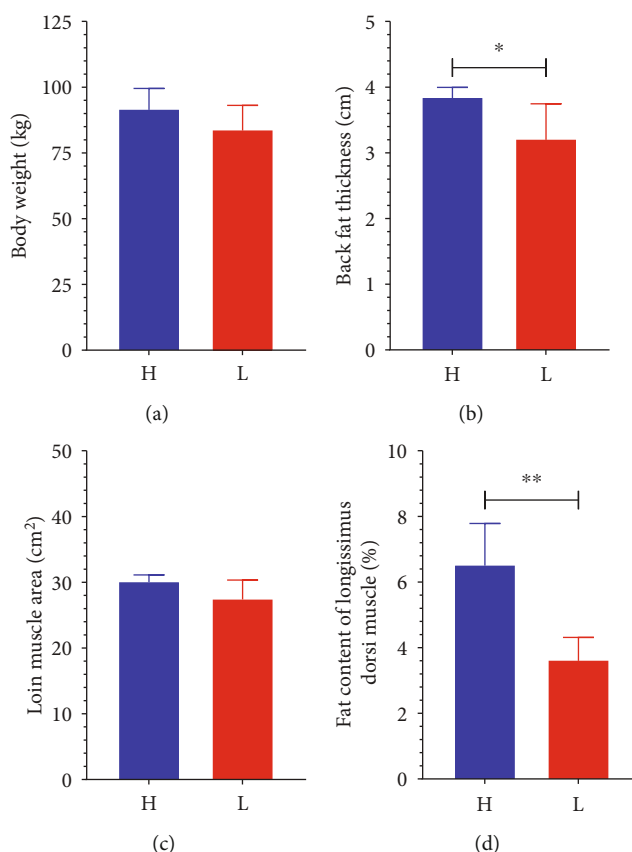 125
100
75
50
25
0
Body weight (kg)
H
L
(a)
5
4
3
2
1
0
Back fat thickness (cm)
*
H
L
(b)
50
40
30
20
10
0
Loin muscle area (cm²)
H
L
(c)
10
8
6
4
2
0
Fat content of longissimus
dorsi muscle (%)
**
H
L
(d)